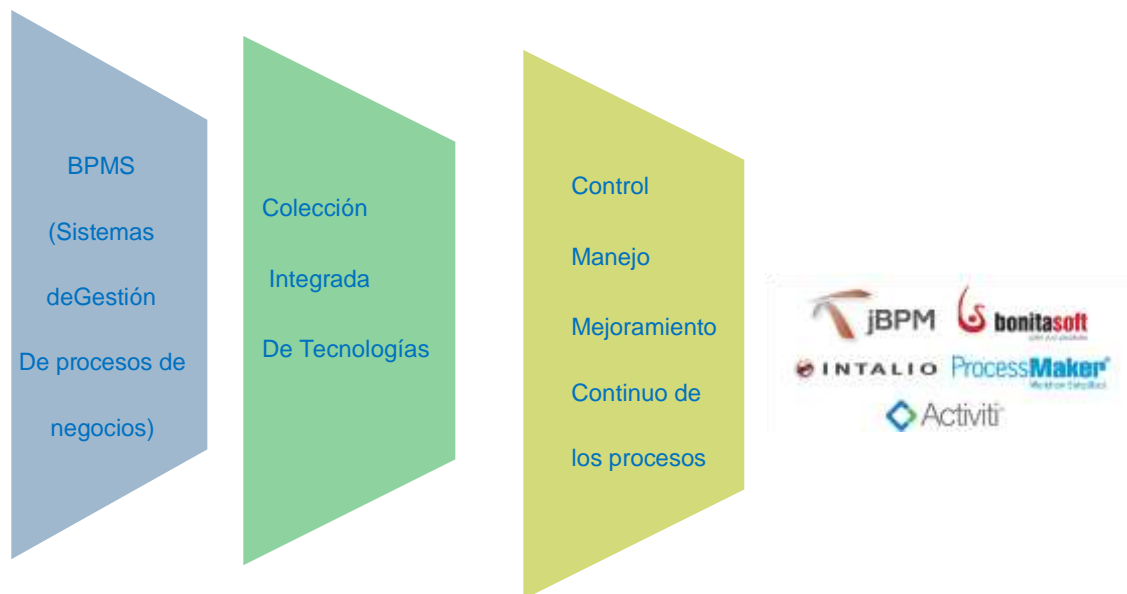 BPMS
(Sistemas
deGestión
De procesos de
negocios)
Colección
Integrada
De Tecnologías
Control
Manejo
Mejoramiento
Continuo de
los procesos
jBPM
bonitasoft
INTALIO
ProcessMaker
Activiti